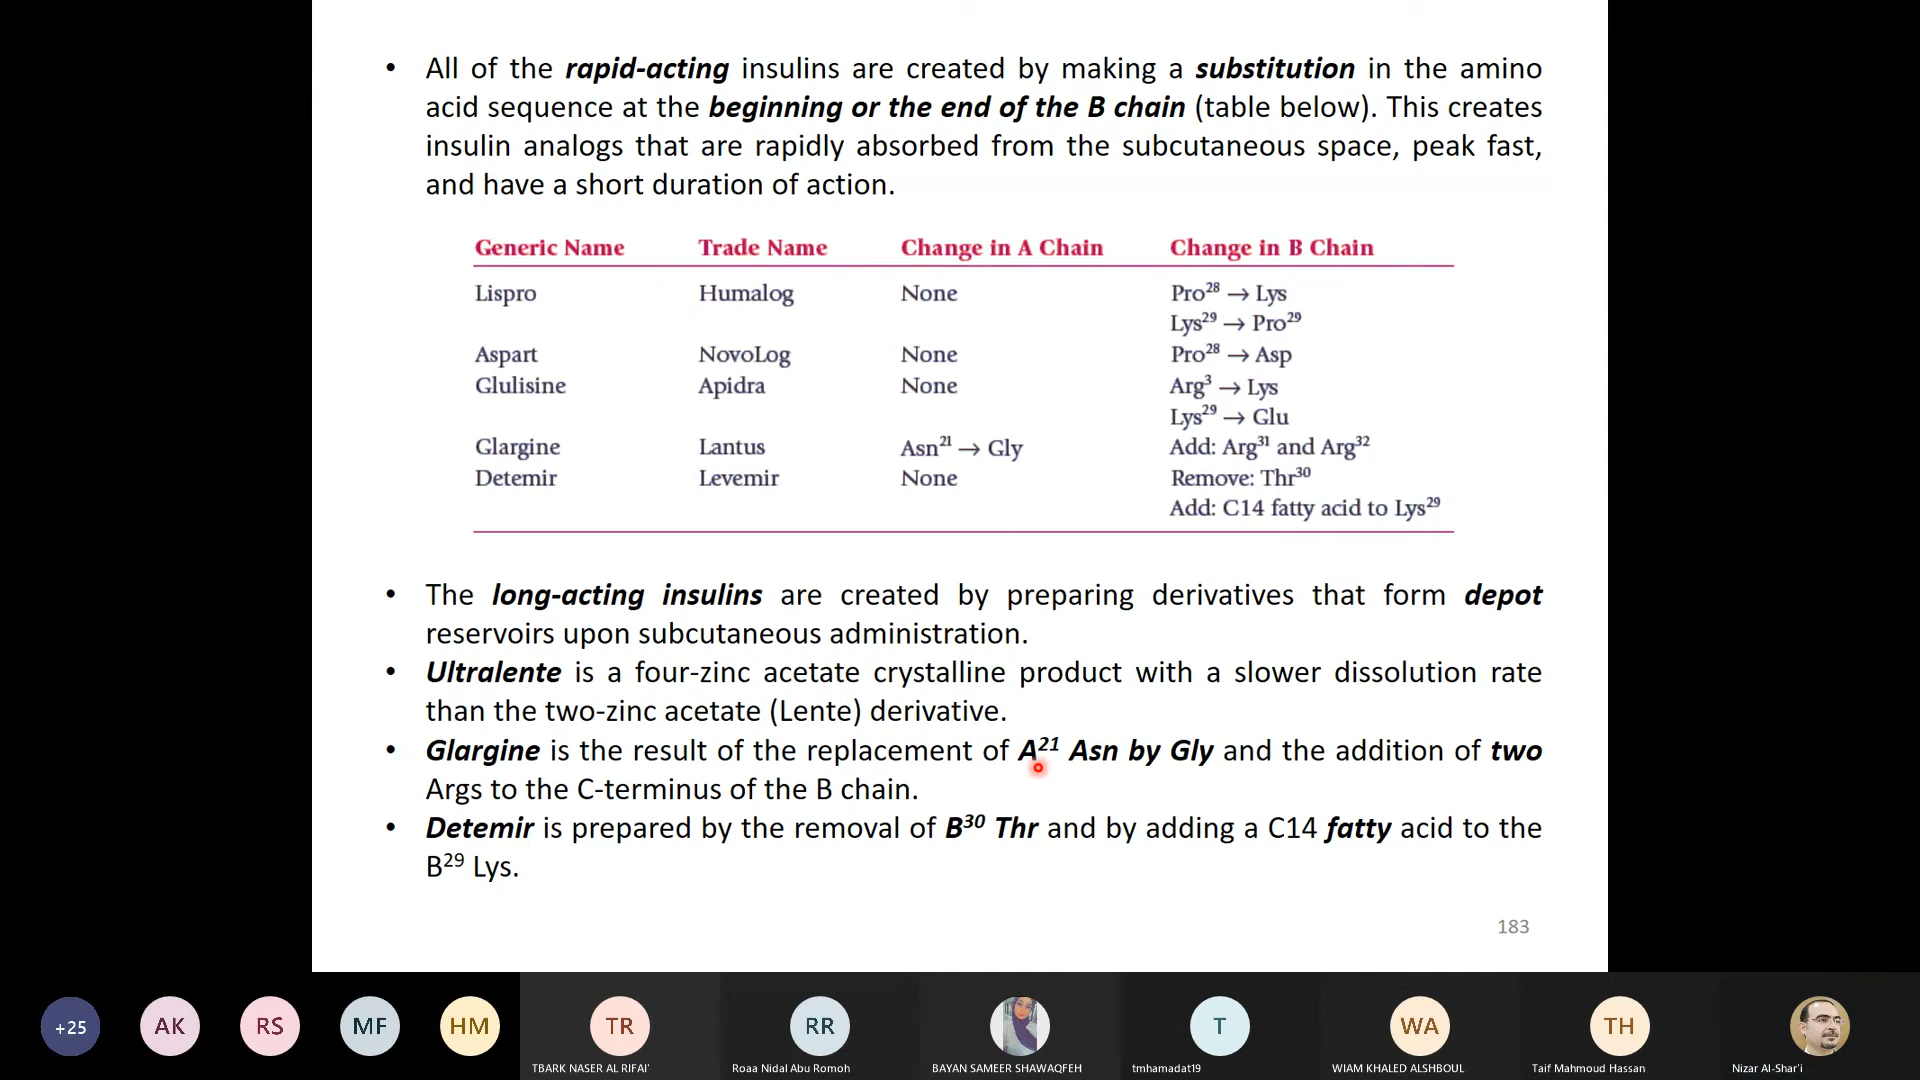 • All of the rapid-acting insulins are created by making a substitution in the amino
acid sequence at the beginning or the end of the B chain (table below). This creates
insulin analogs that are rapidly absorbed from the subcutaneous space, peak fast,
and have a short duration of action.
Generic Name Trade Name Change in A Chain Change in B Chain
Lispro Humalog None Pro²⁸ → Lys
Lys²⁹ → Pro²⁹
Aspart NovoLog None Pro²⁸ → Asp
Glulisine Apidra None Arg³ → Lys
Lys²⁹ → Glu
Glargine Lantus Asn²¹ → Gly Add: Arg³¹ and Arg³²
Detemir Levemir None Remove: Thr³⁰
Add: C14 fatty acid to Lys²⁹
• The long-acting insulins are created by preparing derivatives that form depot
reservoirs upon subcutaneous administration.
• Ultralente is a four-zinc acetate crystalline product with a slower dissolution rate
than the two-zinc acetate (Lente) derivative.
• Glargine is the result of the replacement of A²¹ Asn by Gly and the addition of two
Args to the C-terminus of the B chain.
• Detemir is prepared by the removal of B³⁰ Thr and by adding a C14 fatty acid to the
B²⁹ Lys.
183
+25 AK RS MF HM TR RR T WA TH
TBARK NASER AL RIFAI' Roaa Nidal Abu Romoh BAYAN SAMEER SHAWAQFEH tmhamadat19 WIAM KHALED ALSHBOUL Taif Mahmoud Hassan Nizar Al-Shar'i